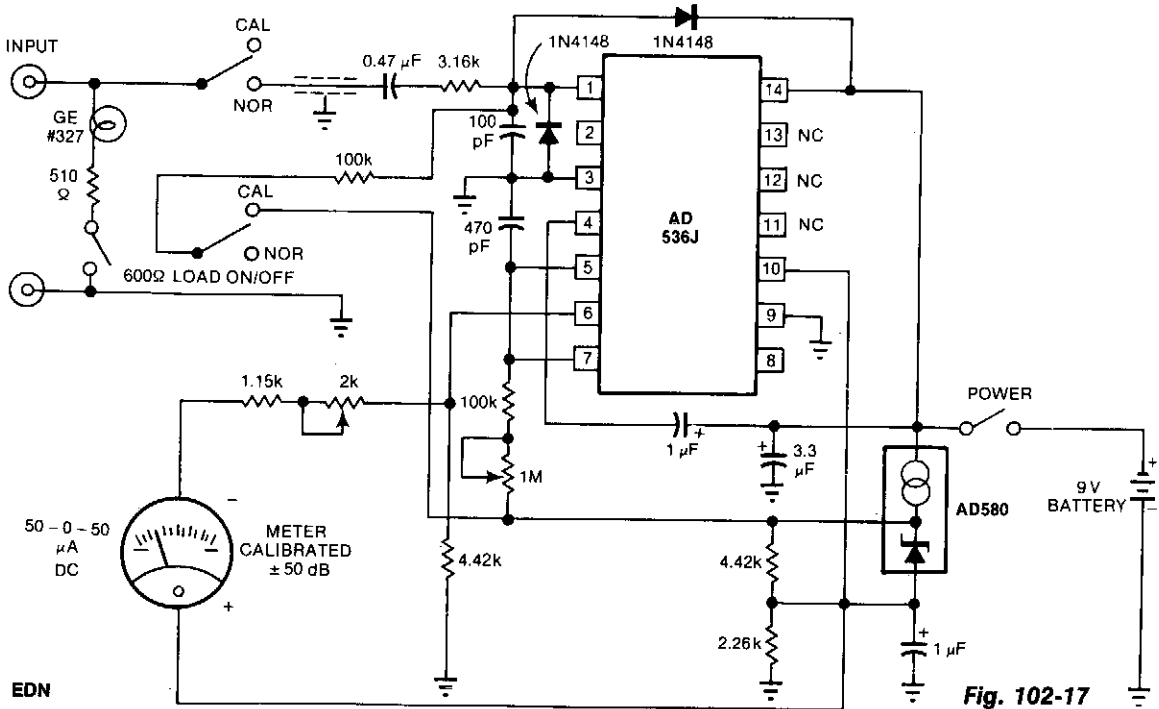 INPUT
CAL
NOR
GE
#327
510
Ω
600Ω LOAD ON/OFF
0.47 µF
3.16k
1N4148
1N4148
100
pF
100k
CAL
NOR
470
pF
1
2
3
4
5
6
7
AD
536J
14
13
NC
12
NC
11
NC
10
9
8
1.15k
2k
100k
1M
1 µF
+
+
3.3
µF
POWER
+
9V
BATTERY
−
AD580
50-0-50
µA
DC
−
METER
CALIBRATED
±50 dB
+
4.42k
4.42k
2.26k
+
1 µF
EDN
Fig. 102-17